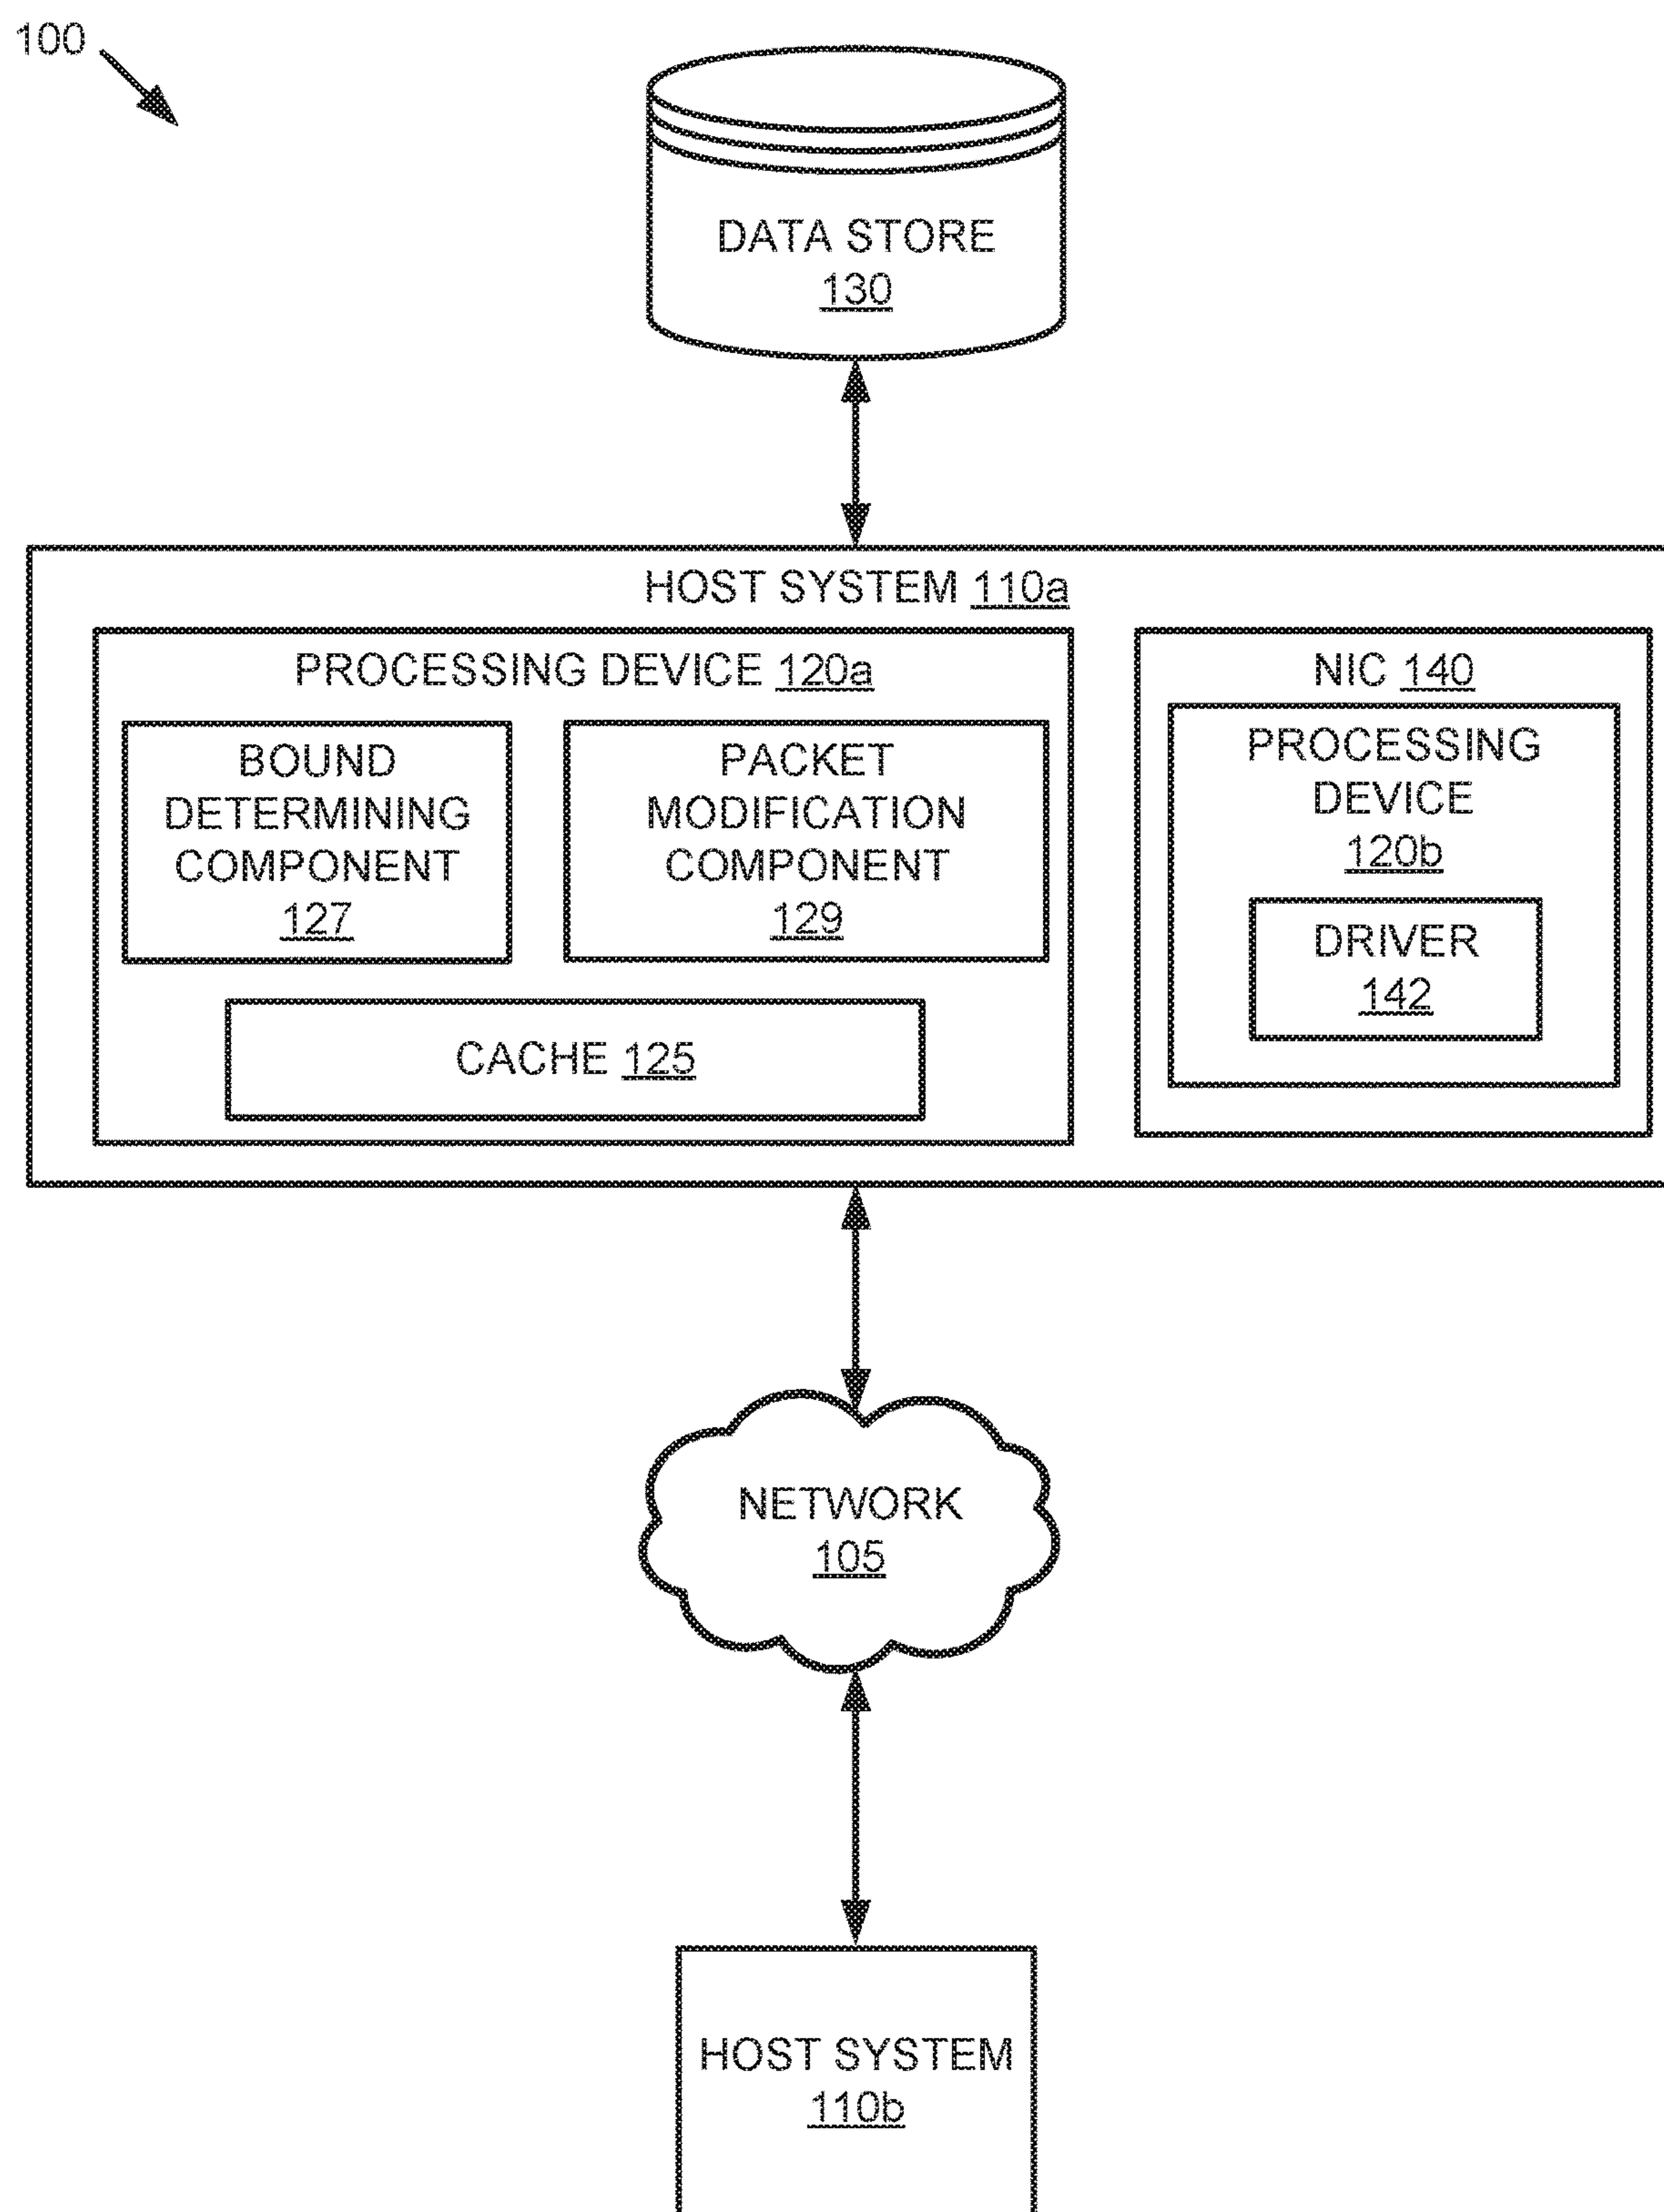 100
DATA STORE
130
HOST SYSTEM 110a
PROCESSING DEVICE 120a
BOUND
DETERMINING
COMPONENT
127
PACKET
MODIFICATION
COMPONENT
129
CACHE 125
NIC 140
PROCESSING
DEVICE
120b
DRIVER
142
NETWORK
105
HOST SYSTEM
110b